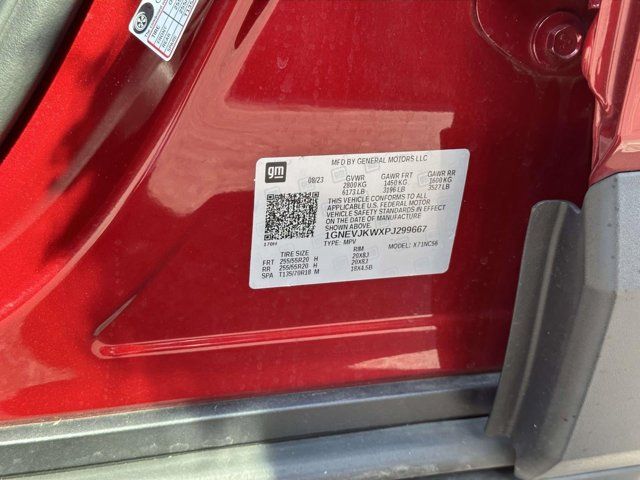 gm
MFD BY GENERAL MOTORS LLC
08/23 GVWR GAWR FRT GAWR RR
2800 KG 1450 KG 1600 KG
6173 LB 3196 LB 3527 LB
THIS VEHICLE CONFORMS TO ALL
APPLICABLE U.S. FEDERAL MOTOR
VEHICLE SAFETY STANDARDS IN EFFECT
ON THE DATE OF MANUFACTURE
1GNEVJKWXPJ299667
TYPE: MPV MODEL: X71NC56
TIRE SIZE RIM
FRT 255/55R20 H 20X8J
RR 255/55R20 H 20X8J
SPA T135/70R18 M 18X4.5B